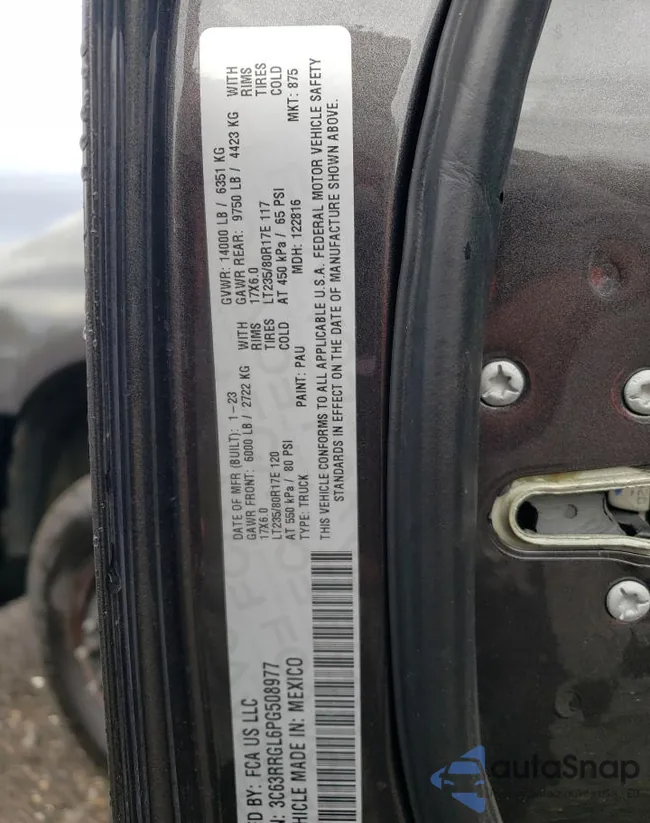 D BY: FCA US LLC
N: 3C63RRGL6PG508977
HICLE MADE IN: MEXICO
DATE OF MFR (BUILT): 1-23 GVWR: 14000 LB / 6351 KG
GAWR FRONT: 6000 LB / 2722 KG WITH GAWR REAR: 9750 LB / 4423 KG WITH
17X6.0 RIMS 17X6.0 RIMS
LT235/80R17E 120 TIRES LT235/80R17E 117 TIRES
AT 550 kPa / 80 PSI COLD AT 450 kPa / 65 PSI COLD
TYPE: TRUCK PAINT: PAU MDH: 122816 MKT: 875
THIS VEHICLE CONFORMS TO ALL APPLICABLE U.S.A. FEDERAL MOTOR VEHICLE SAFETY
STANDARDS IN EFFECT ON THE DATE OF MANUFACTURE SHOWN ABOVE.
autoSnap